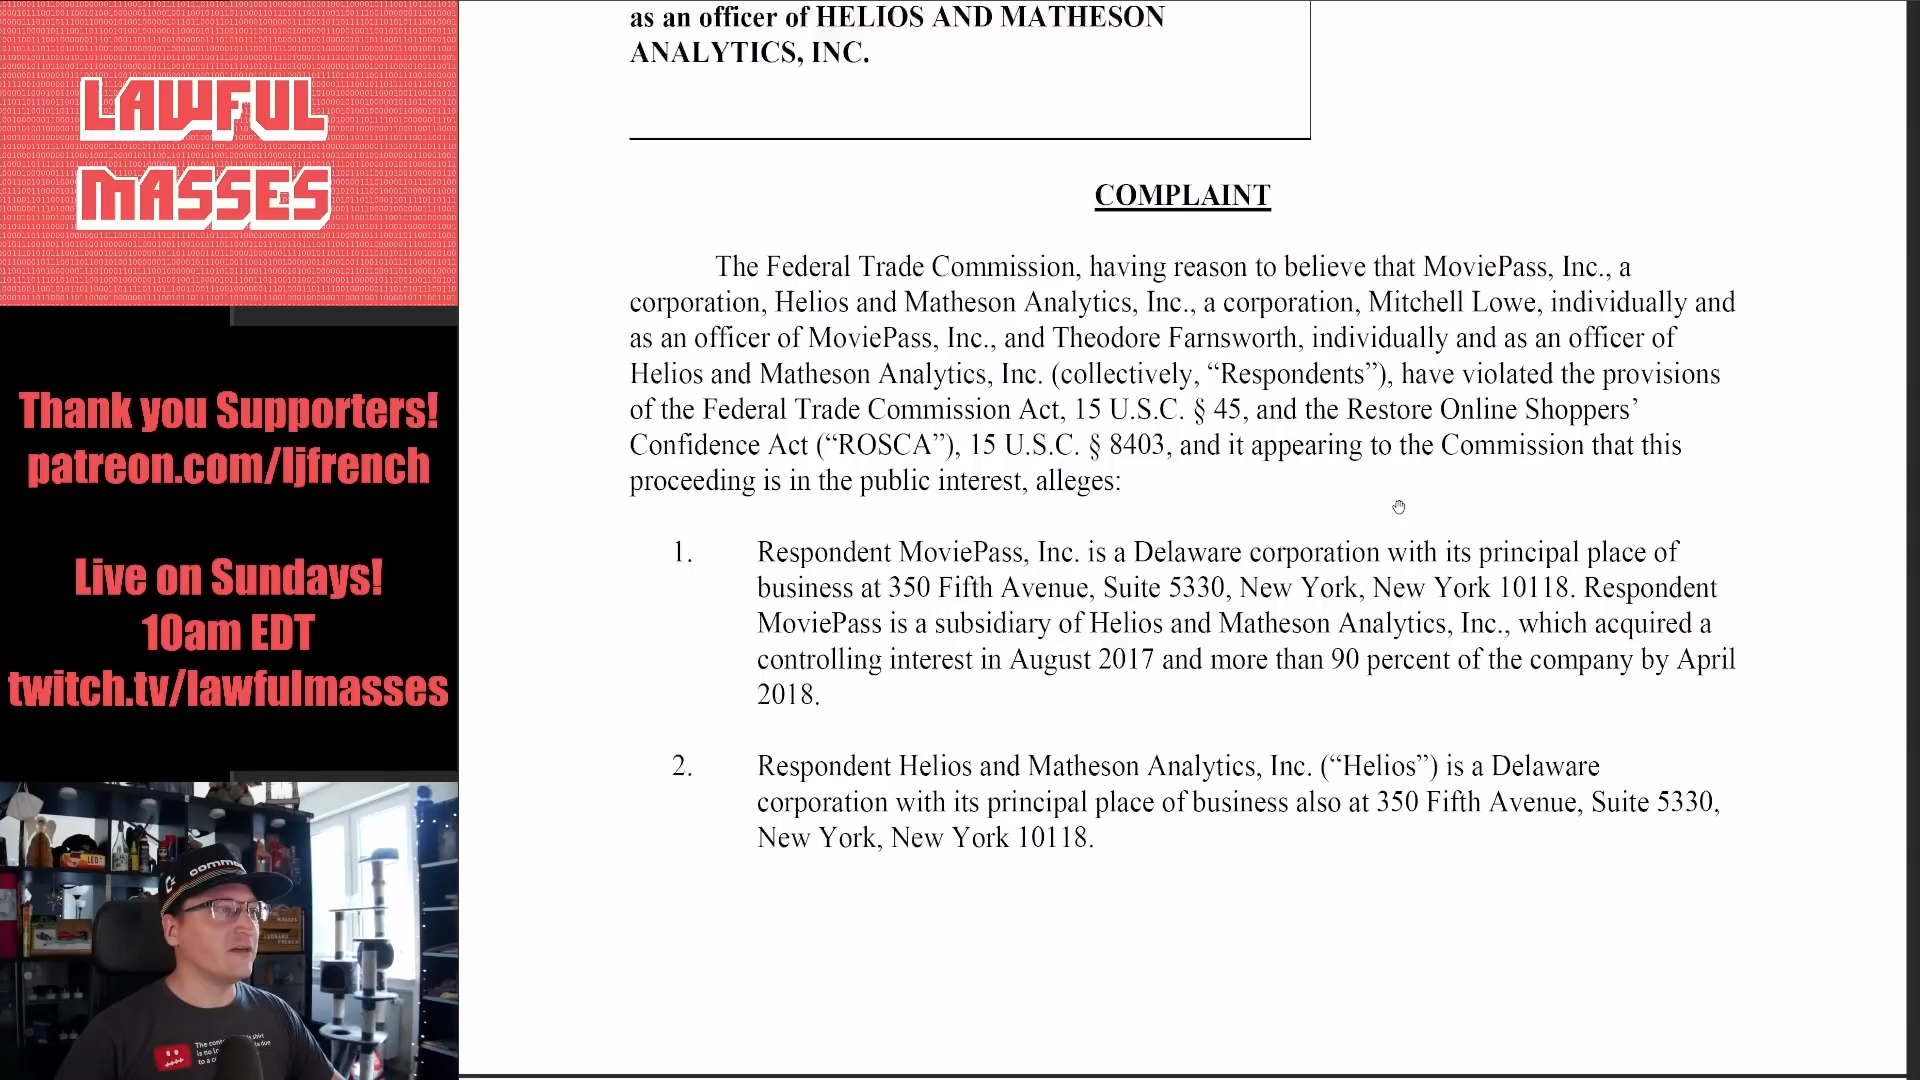 LAWFUL
MASSES
Thank you Supporters!
patreon.com/ljfrench
Live on Sundays!
10am EDT
twitch.tv/lawfulmasses
as an officer of HELIOS AND MATHESON
ANALYTICS, INC.
COMPLAINT
The Federal Trade Commission, having reason to believe that MoviePass, Inc., a
corporation, Helios and Matheson Analytics, Inc., a corporation, Mitchell Lowe, individually and
as an officer of MoviePass, Inc., and Theodore Farnsworth, individually and as an officer of
Helios and Matheson Analytics, Inc. (collectively, “Respondents”), have violated the provisions
of the Federal Trade Commission Act, 15 U.S.C. § 45, and the Restore Online Shoppers’
Confidence Act (“ROSCA”), 15 U.S.C. § 8403, and it appearing to the Commission that this
proceeding is in the public interest, alleges:
1. Respondent MoviePass, Inc. is a Delaware corporation with its principal place of
business at 350 Fifth Avenue, Suite 5330, New York, New York 10118. Respondent
MoviePass is a subsidiary of Helios and Matheson Analytics, Inc., which acquired a
controlling interest in August 2017 and more than 90 percent of the company by April
2018.
2. Respondent Helios and Matheson Analytics, Inc. (“Helios”) is a Delaware
corporation with its principal place of business also at 350 Fifth Avenue, Suite 5330,
New York, New York 10118.
LED
The
is no
to a